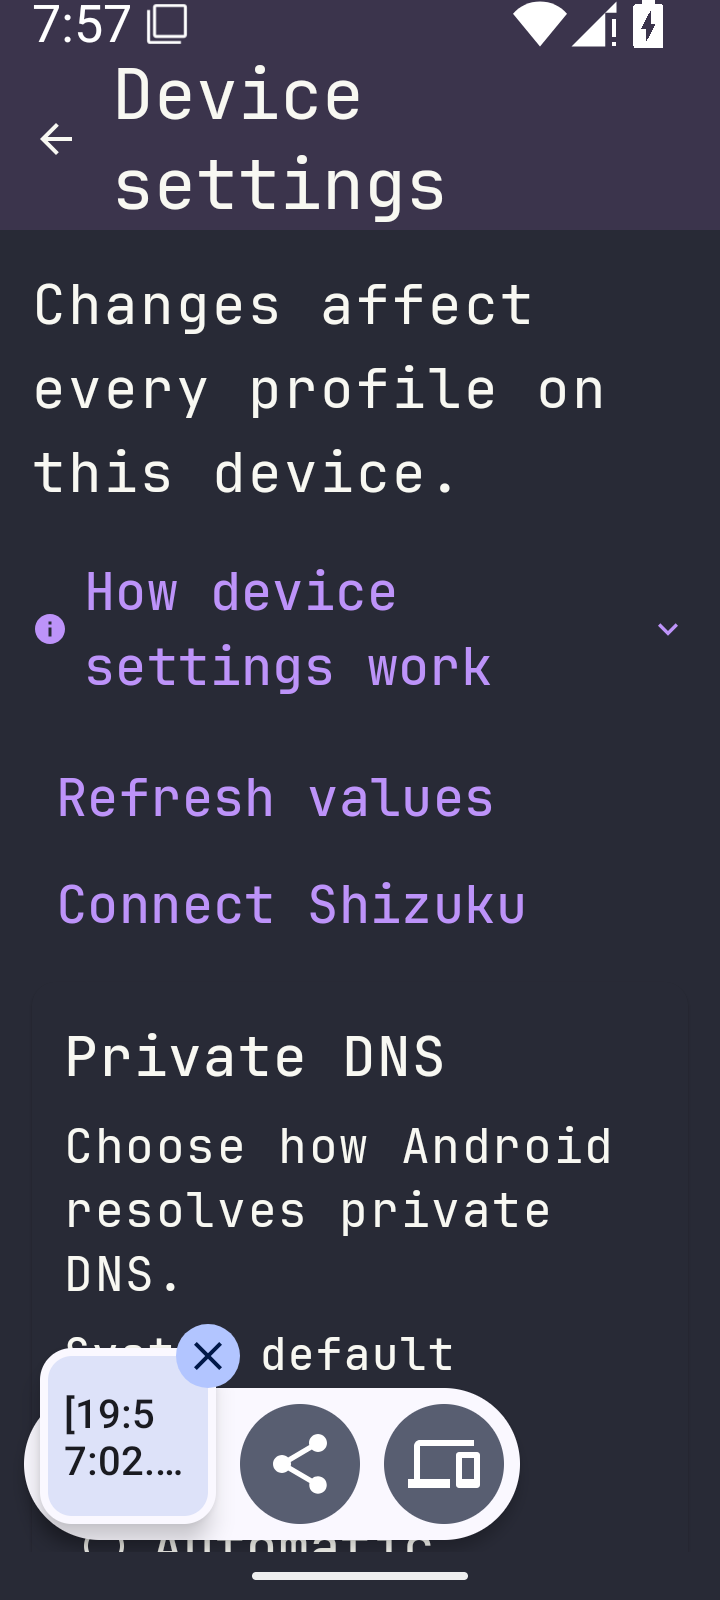 7:57
Device
settings
Changes affect
every profile on
this device.
How device
settings work
Refresh values
Connect Shizuku
Private DNS
Choose how Android
resolves private
DNS.
default
[19:5
7:02.…
Automatic